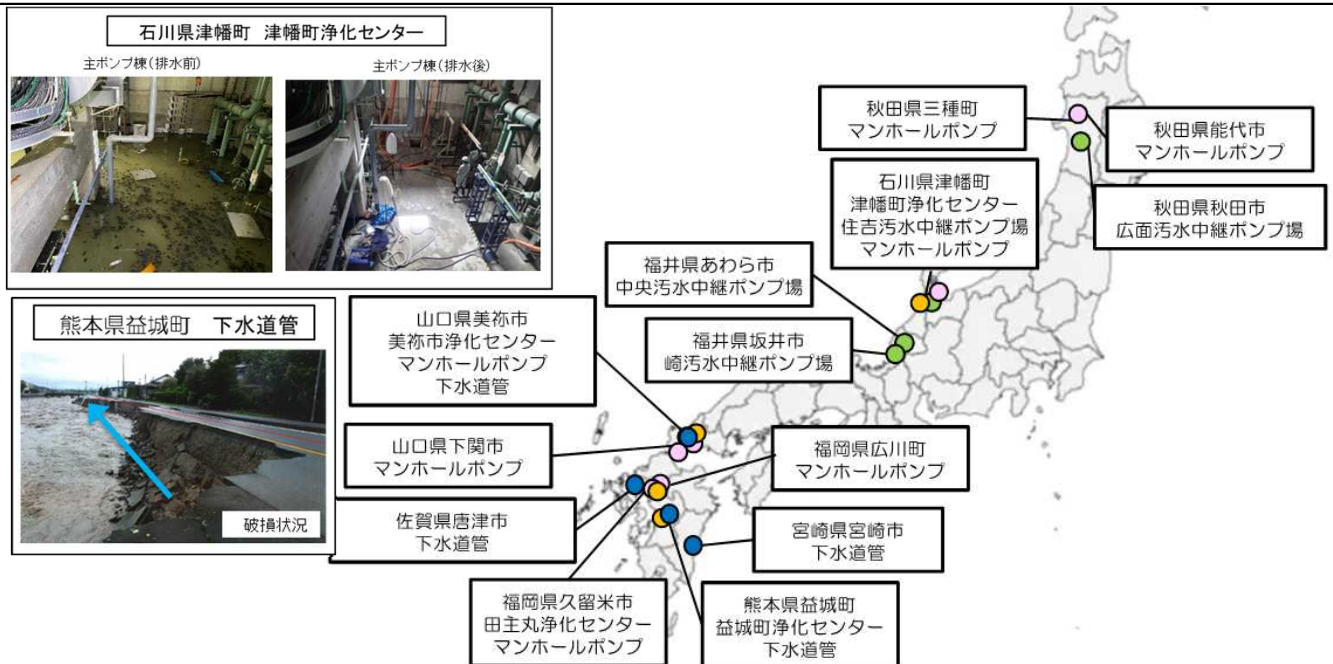 石川県津幡町 津幡町浄化センター
主ポンプ棟(排水前)
主ポンプ棟(排水後)
熊本県益城町 下水道管
破損状況
秋田県三種町
マンホールポンプ
秋田県能代市
マンホールポンプ
秋田県秋田市
広面汚水中継ポンプ場
石川県津幡町
津幡町浄化センター
住吉汚水中継ポンプ場
マンホールポンプ
福井県あわら市
中央汚水中継ポンプ場
福井県坂井市
崎汚水中継ポンプ場
山口県美祢市
美祢市浄化センター
マンホールポンプ
下水道管
山口県下関市
マンホールポンプ
福岡県広川町
マンホールポンプ
佐賀県唐津市
下水道管
宮崎県宮崎市
下水道管
福岡県久留米市
田主丸浄化センター
マンホールポンプ
熊本県益城町
益城町浄化センター
下水道管